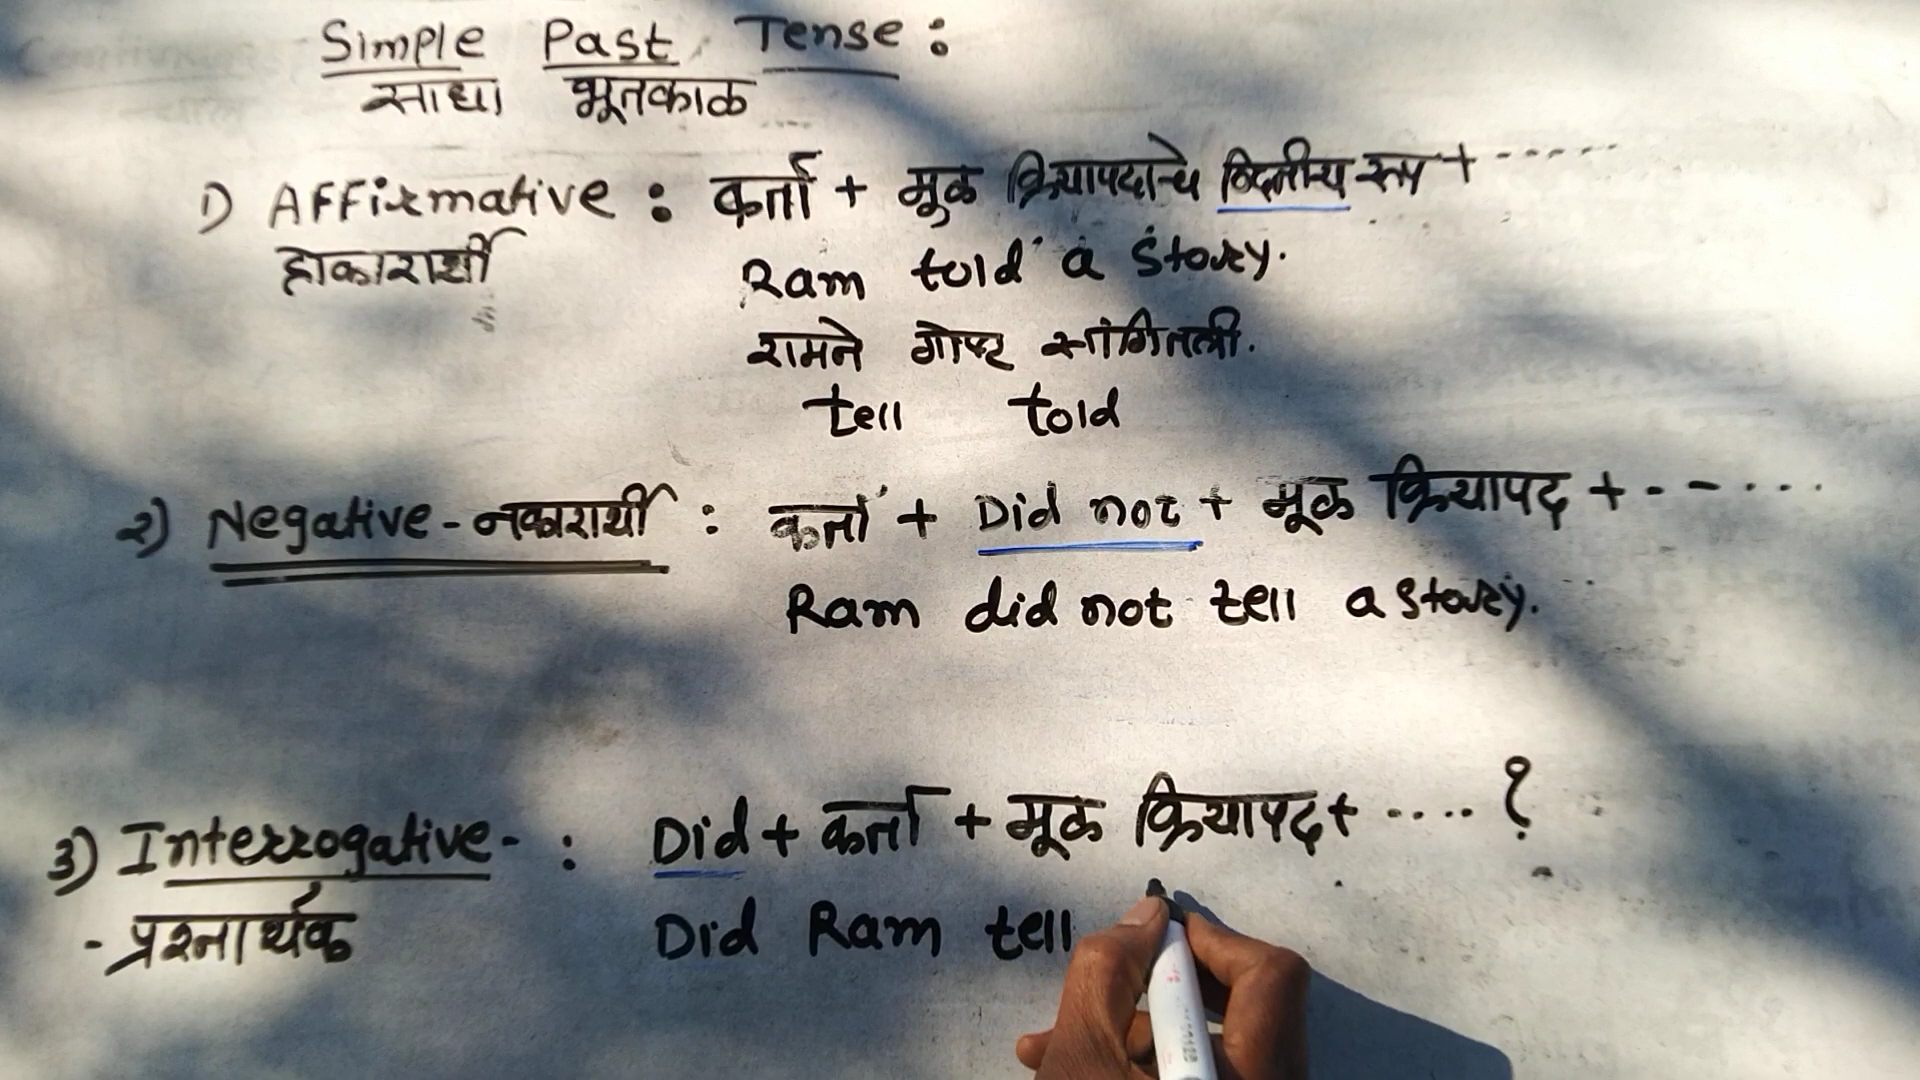 Simple Past Tense :
साधा भूतकाळ
1) Affirmative : कर्ता + मूळ क्रियापदाचे व्दितीय रूप + ......
होकारार्थी
Ram told a story.
रामने गोष्ट सांगितली.
tell told
२) Negative - नकारार्थी : कर्ता + Did not + मूळ क्रियापद + ......
Ram did not tell a story.
3) Interrogative - : Did + कर्ता + मूळ क्रियापद + .... ?
- प्रश्नार्थक
Did Ram tell